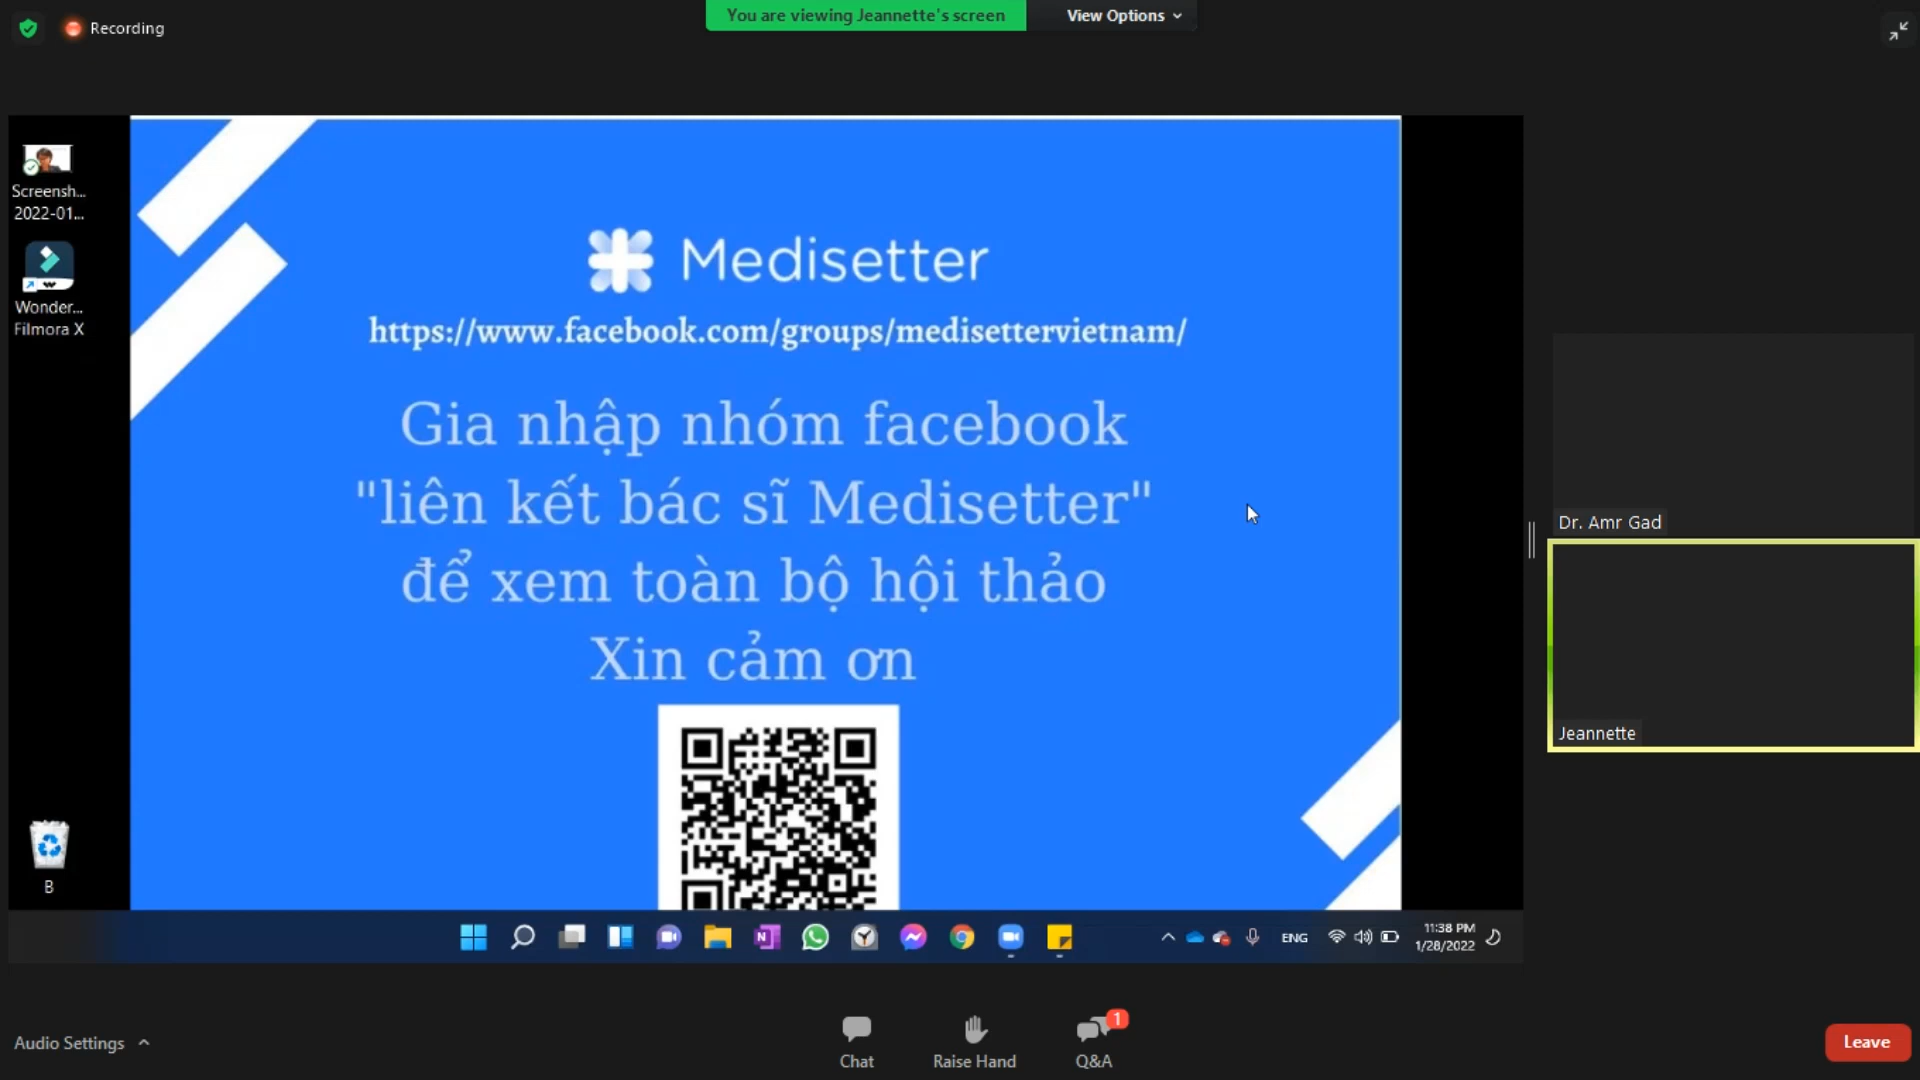 Recording
You are viewing Jeannette's screen
View Options
Screensh...
2022-01...
Wonder...
Filmora X
B
Medisetter
https://www.facebook.com/groups/medisettervietnam/
Gia nhập nhóm facebook
"liên kết bác sĩ Medisetter"
để xem toàn bộ hội thảo
Xin cảm ơn
Dr. Amr Gad
Jeannette
N
ENG
11:38 PM
1/28/2022
Audio Settings
Chat
Raise Hand
1
Q&A
Leave